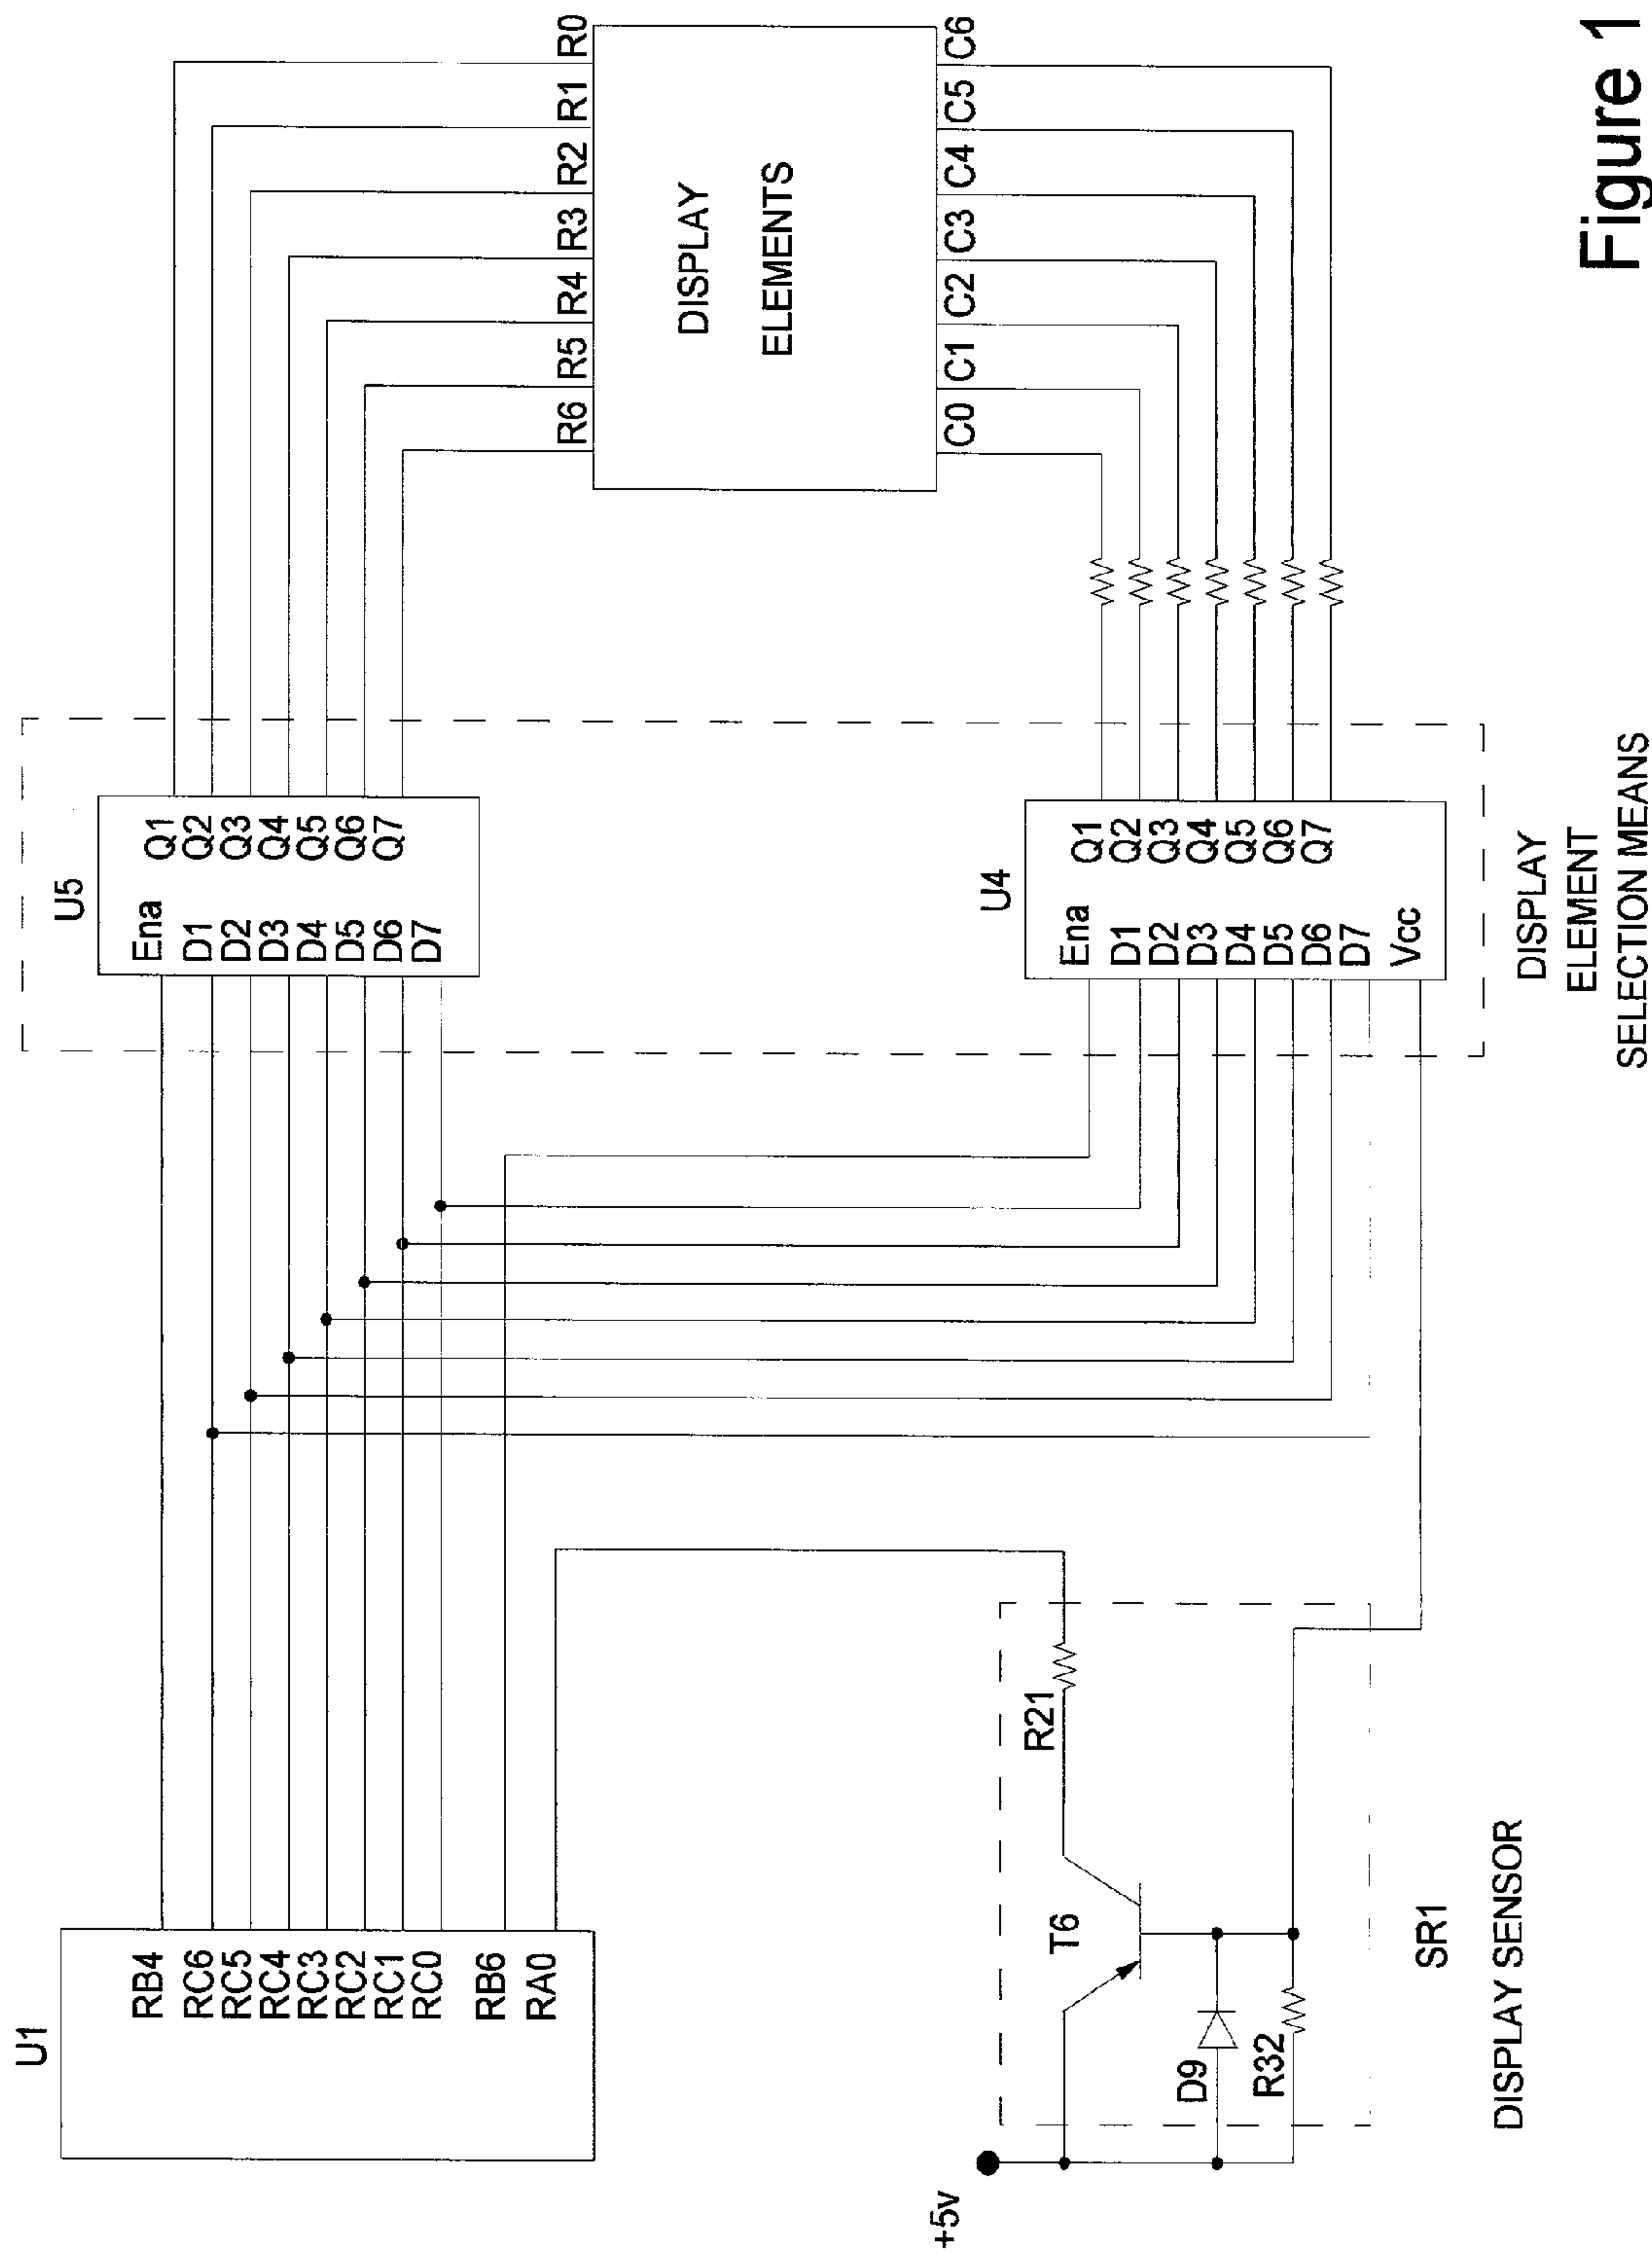 U1
RB4
RC6
RC5
RC4
RC3
RC2
RC1
RC0
RB6
RA0
U5
Ena Q1
D1 Q2
D2 Q3
D3 Q4
D4 Q5
D5 Q6
D6 Q7
D7
R6 R5 R4 R3 R2 R1 R0
DISPLAY
ELEMENTS
C0 C1 C2 C3 C4 C5 C6
U4
Ena Q1
D1 Q2
D2 Q3
D3 Q4
D4 Q5
D5 Q6
D6 Q7
D7
Vcc
DISPLAY
ELEMENT
SELECTION MEANS
+5v
T6
R21
D9
R32
SR1
DISPLAY SENSOR
Figure 1